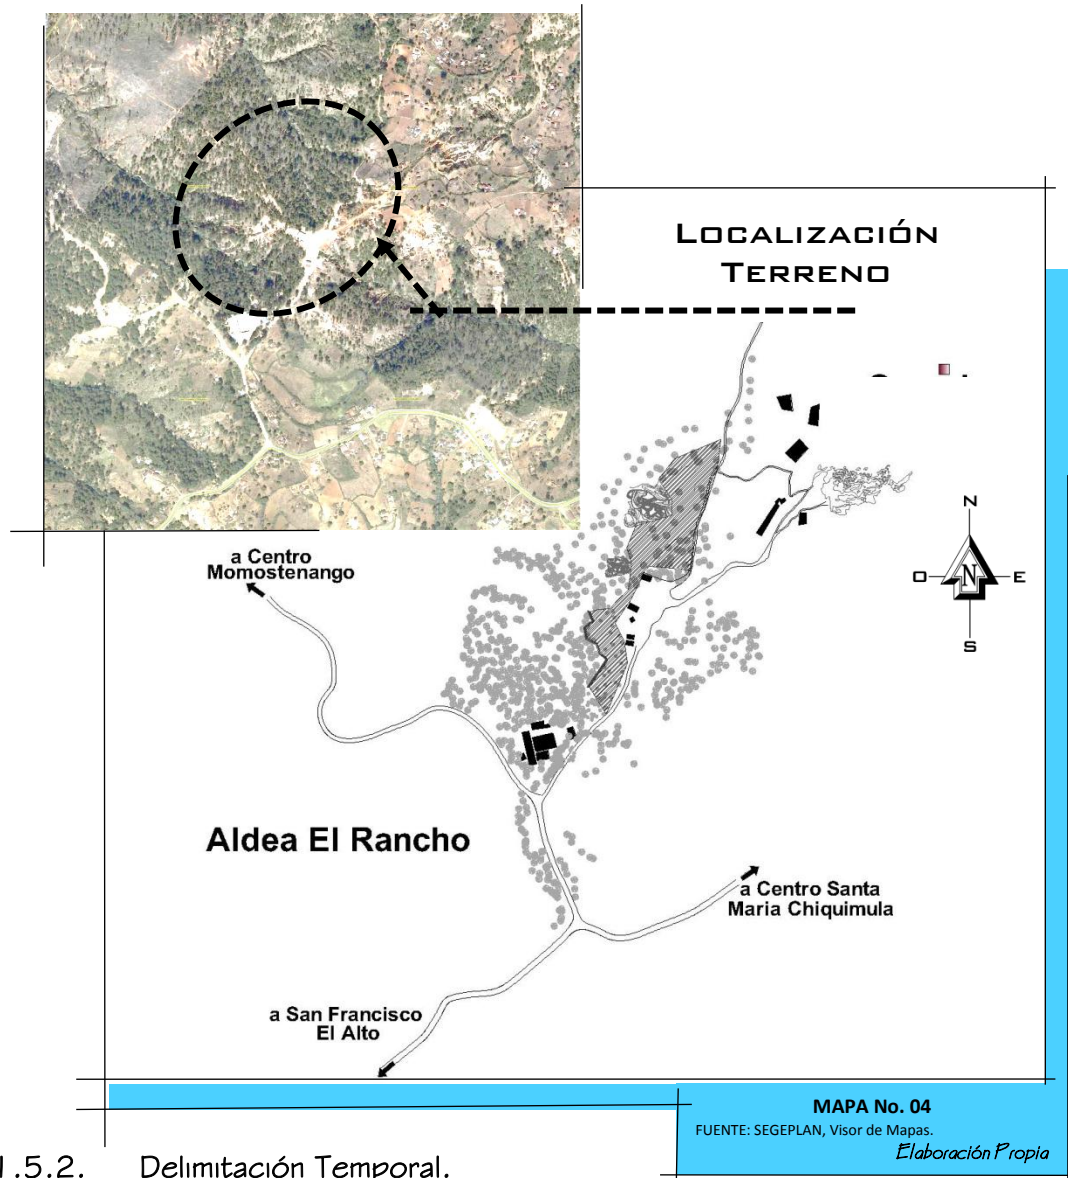 LOCALIZACIÓN
TERRENO
N
O
N
E
S
a Centro
Momostenango
Aldea El Rancho
a Centro Santa
Maria Chiquimula
a San Francisco
El Alto
MAPA No. 04
FUENTE: SEGEPLAN, Visor de Mapas.
Elaboración Propia
1.5.2. Delimitación Temporal.